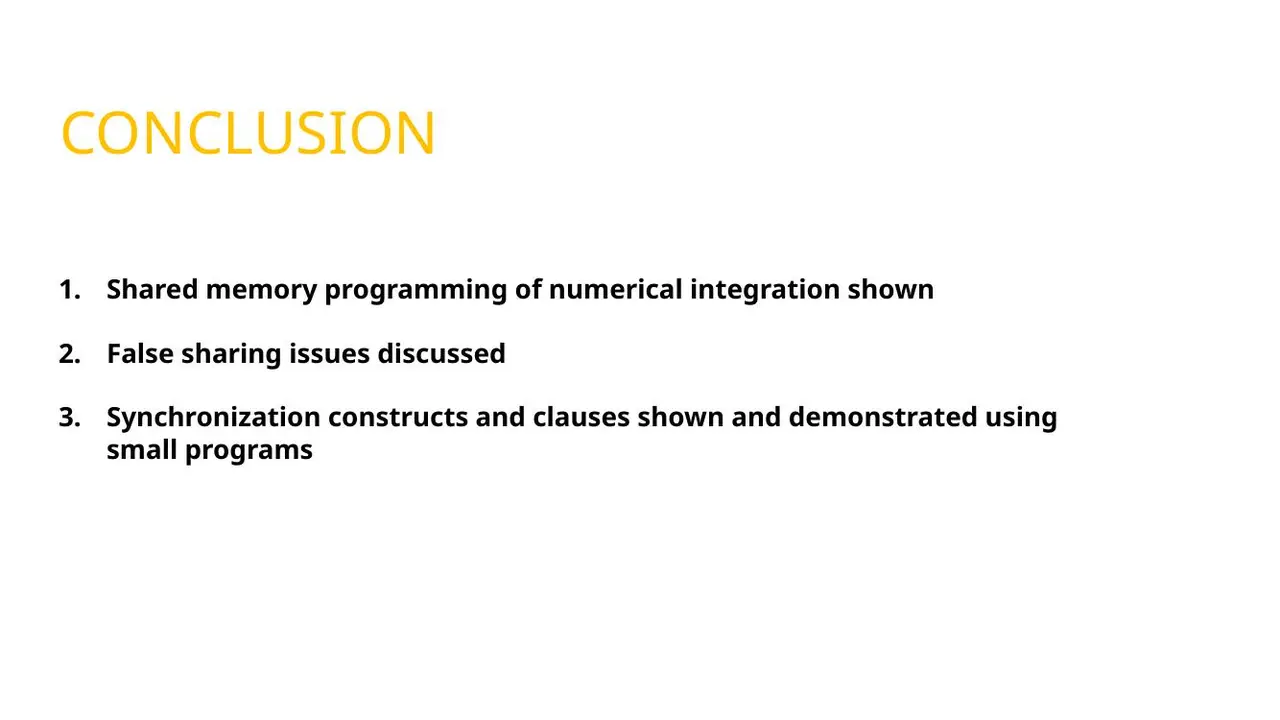 CONCLUSION
1. Shared memory programming of numerical integration shown
2. False sharing issues discussed
3. Synchronization constructs and clauses shown and demonstrated using
small programs